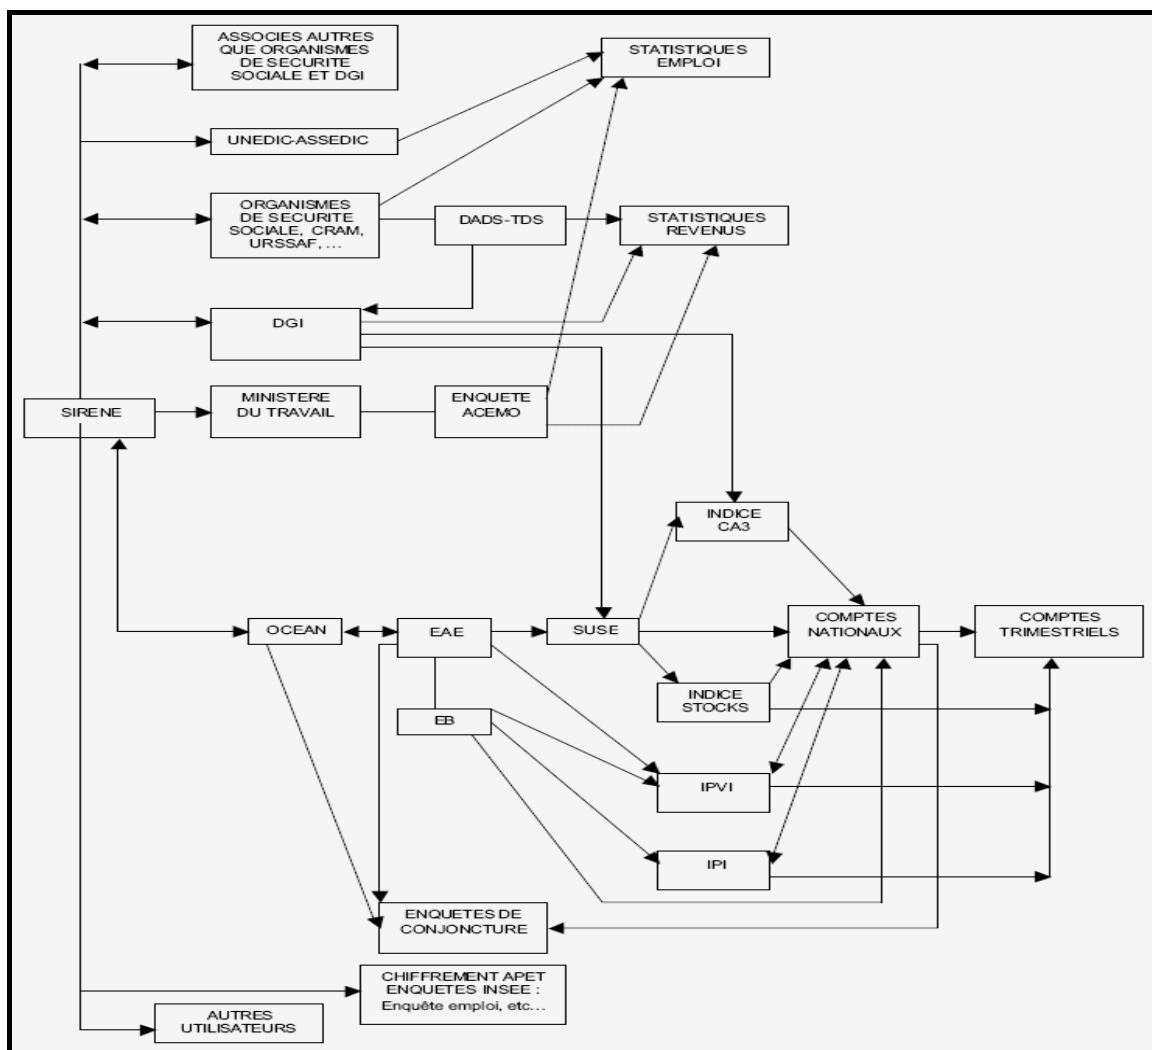 ASSOCIES AUTRES
QUE ORGANISMES
DE SECURITE
SOCIALE ET DGI
STATISTIQUES
EMPLOI
UNEDIC-ASSEDIC
ORGANISMES
DE SECURITE
SOCIALE, CRAM,
URSSAF, ...
DADS-TDS
STATISTIQUES
REVENUS
DGI
SIRENE
MINISTERE
DU TRAVAIL
ENQUETE
ACEMO
INDICE
CA3
OCEAN
EAE
SUSE
COMPTES
NATIONAUX
COMPTES
TRIMESTRIELS
INDICE
STOCKS
EB
IPVI
IPI
ENQUETES DE
CONJONCTURE
CHIFFREMENT APET
ENQUETES INSEE :
Enquête emploi, etc...
AUTRES
UTILISATEURS